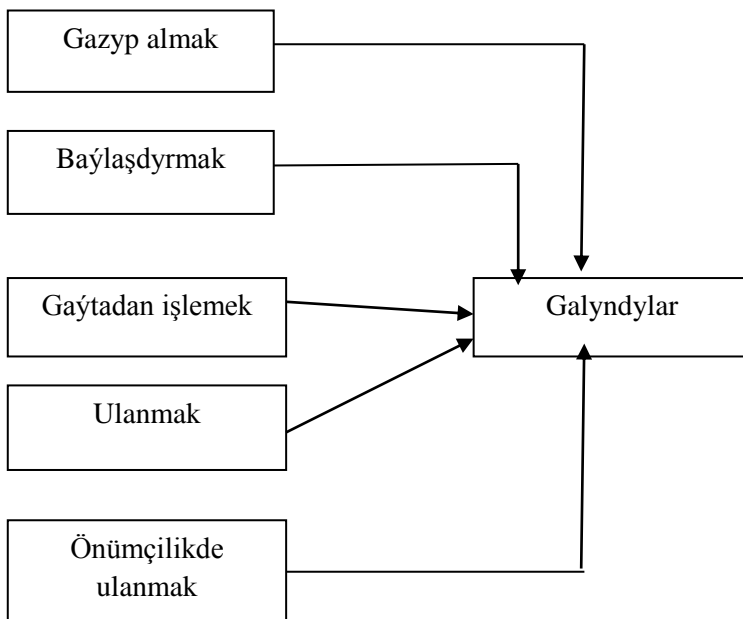 Gazyp almak
Baýlaşdyrmak
Gaýtadan işlemek
Galyndylar
Ulanmak
Önümçilikde
ulanmak